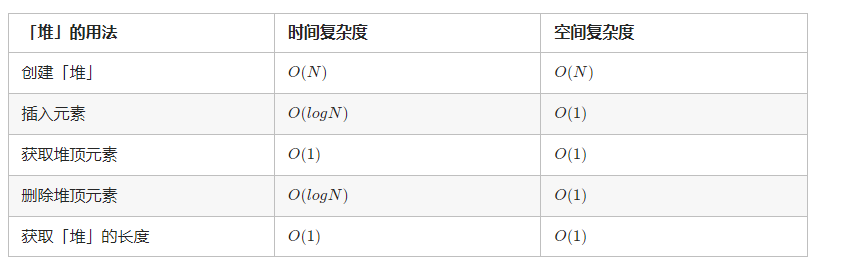 「堆」的用法 时间复杂度 空间复杂度
创建「堆」 O(N) O(N)
插入元素 O(logN) O(1)
获取堆顶元素 O(1) O(1)
删除堆顶元素 O(logN) O(1)
获取「堆」的长度 O(1) O(1)